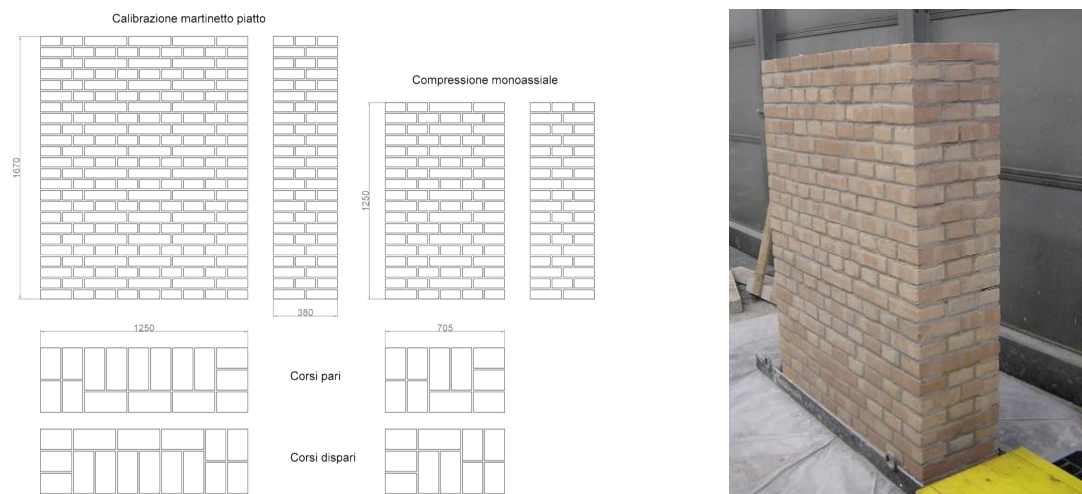 Calibrazione martinetto piatto
Compressione monoassiale
1670
1250
380
1250
705
Corsi pari
Corsi dispari